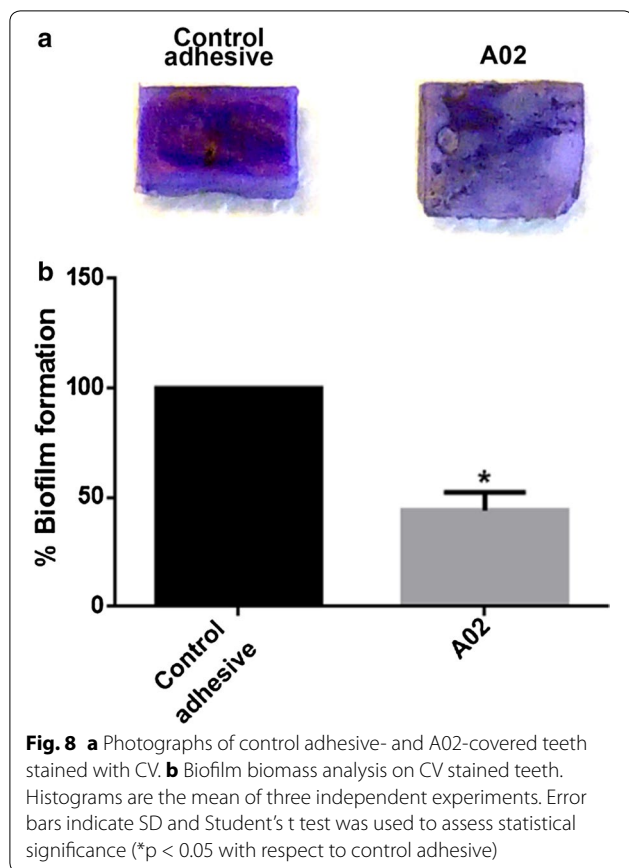 a
Control
adhesive
A02
b
150
100
50
0
% Biofilm formation
*
Control
adhesive
A02
Fig. 8 a Photographs of control adhesive- and A02-covered teeth
stained with CV. b Biofilm biomass analysis on CV stained teeth.
Histograms are the mean of three independent experiments. Error
bars indicate SD and Student’s t test was used to assess statistical
significance (*p < 0.05 with respect to control adhesive)